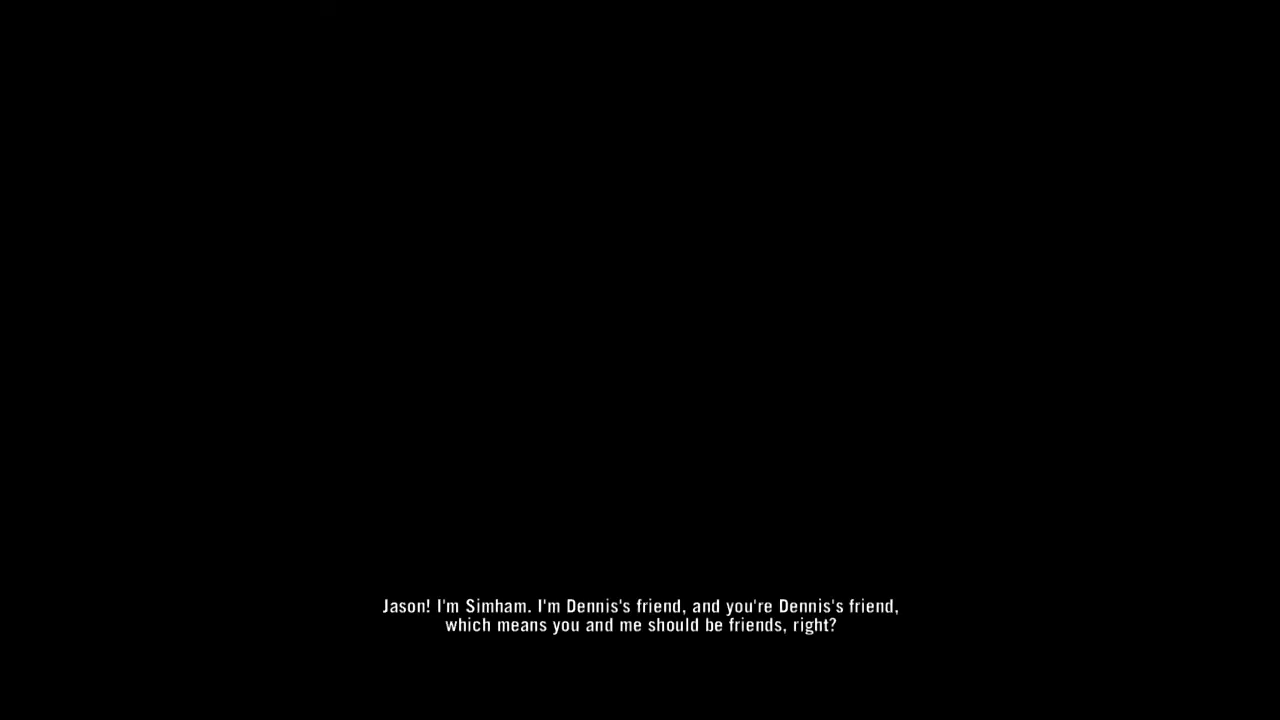 Jason! I'm Simham. I'm Dennis's friend, and you're Dennis's friend,
which means you and me should be friends, right?